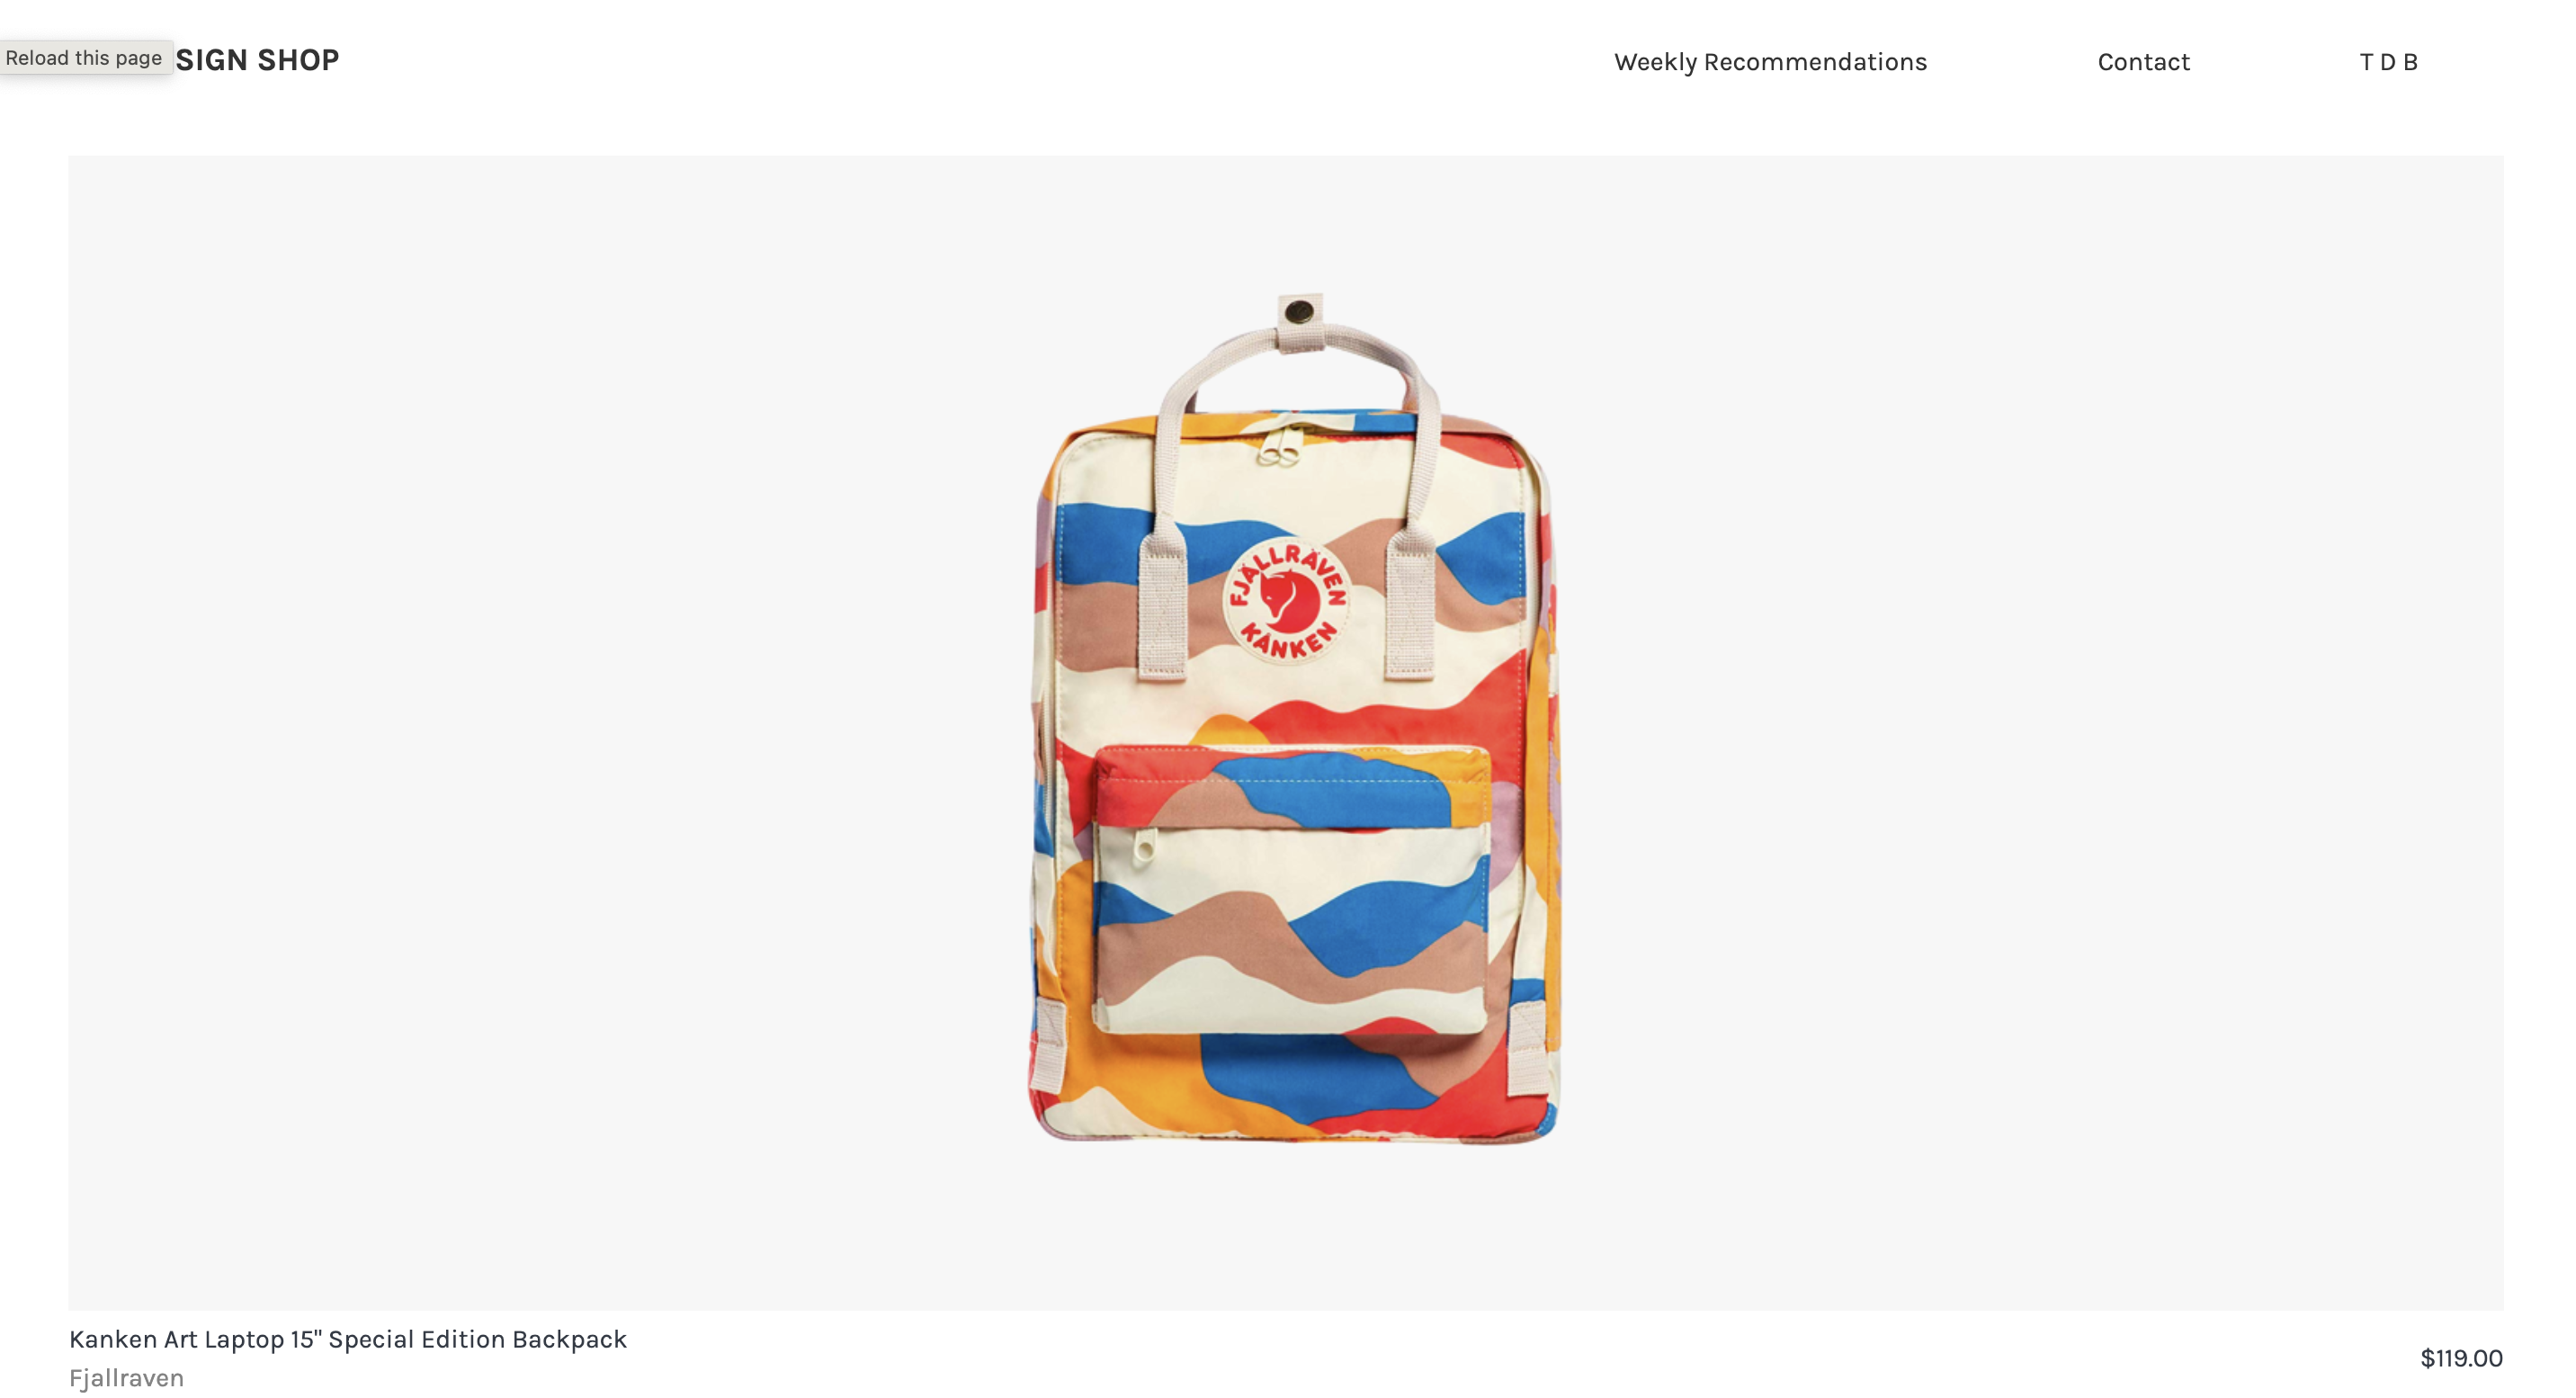 Reload this page
SIGN SHOP
Weekly Recommendations
Contact
T D B
FJÄLLRÄVEN
KÅNKEN
Kanken Art Laptop 15" Special Edition Backpack
Fjallraven
$119.00